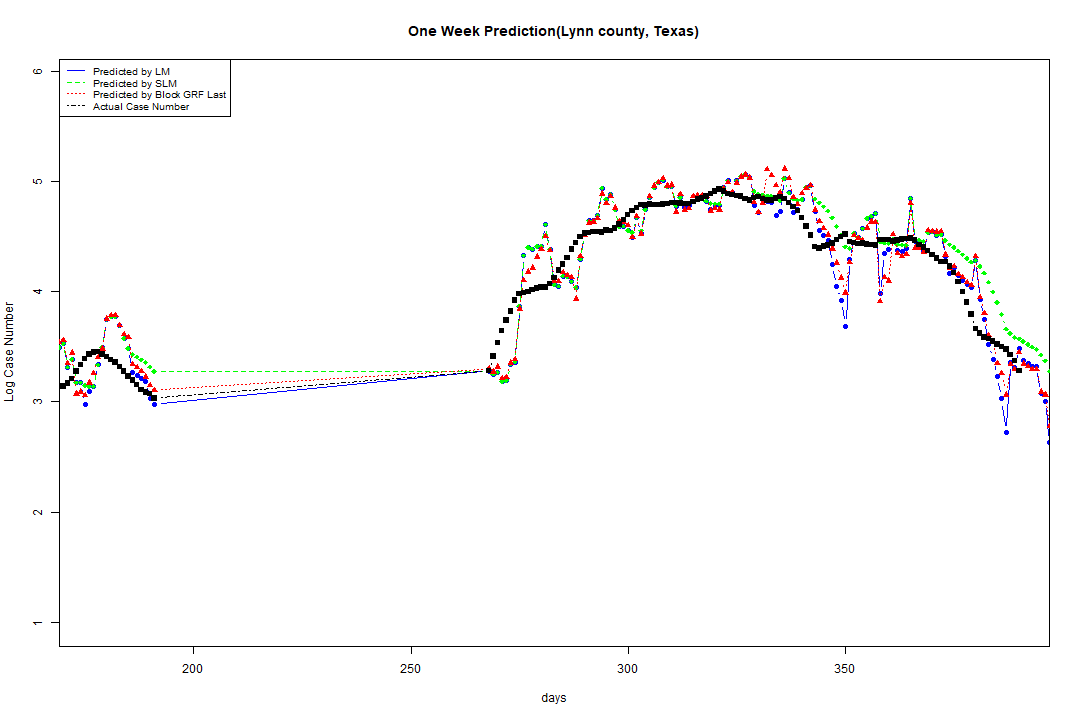 One Week Prediction(Lynn county, Texas)
Predicted by LM
Predicted by SLM
Predicted by Block GRF Last
Actual Case Number
6
5
4
3
2
1
Log Case Number
200
250
300
350
days